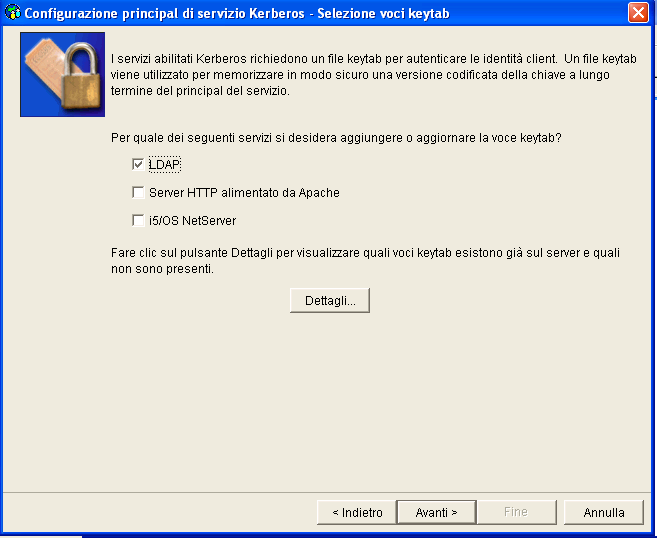 Configurazione principal di servizio Kerberos - Selezione voci keytab
I servizi abilitati Kerberos richiedono un file keytab per autenticare le identità client. Un file keytab
viene utilizzato per memorizzare in modo sicuro una versione codificata della chiave a lungo
termine del principal del servizio.
Per quale dei seguenti servizi si desidera aggiungere o aggiornare la voce keytab?
LDAP
Server HTTP alimentato da Apache
i5/OS NetServer
Fare clic sul pulsante Dettagli per visualizzare quali voci keytab esistono già sul server e quali
non sono presenti.
Dettagli...
< Indietro
Avanti >
Fine
Annulla